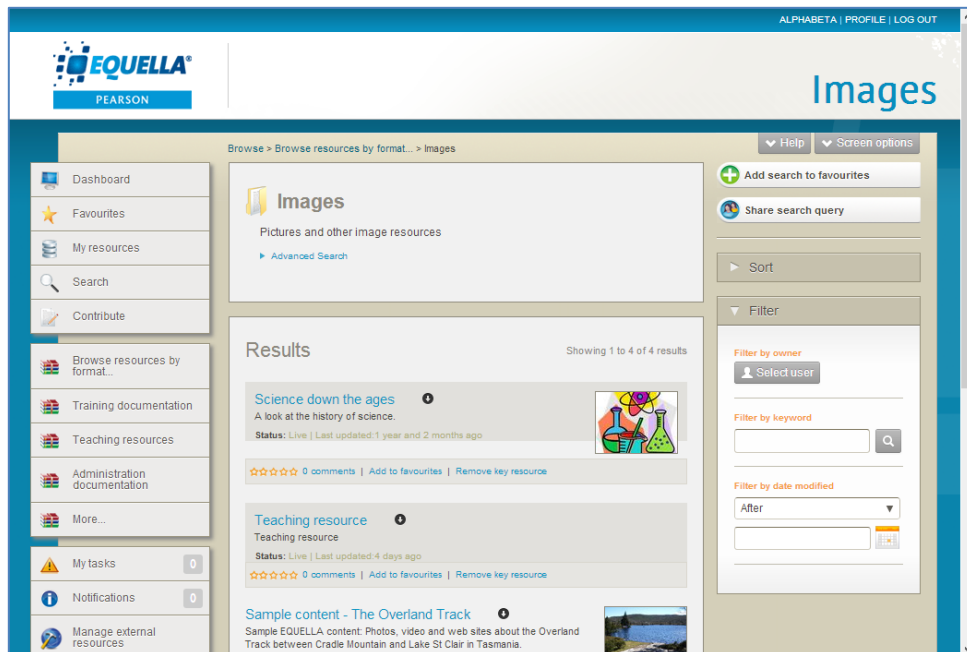 ALPHABETA | PROFILE | LOG OUT
EQUELLA®
PEARSON
Images
Browse > Browse resources by format... > Images
Help
Screen options
Dashboard
Favourites
My resources
Search
Contribute
Browse resources by
format...
Training documentation
Teaching resources
Administration
documentation
More...
My tasks 0
Notifications 0
Manage external
resources
Images
Pictures and other image resources
Advanced Search
Results
Showing 1 to 4 of 4 results
Science down the ages
A look at the history of science.
Status: Live | Last updated:1 year and 2 months ago
0 comments | Add to favourites | Remove key resource
Teaching resource
Teaching resource
Status: Live | Last updated:4 days ago
0 comments | Add to favourites | Remove key resource
Sample content - The Overland Track
Sample EQUELLA content: Photos, video and web sites about the Overland
Track between Cradle Mountain and Lake St Clair in Tasmania.
Add search to favourites
Share search query
Sort
Filter
Filter by owner
Select user
Filter by keyword
Filter by date modified
After